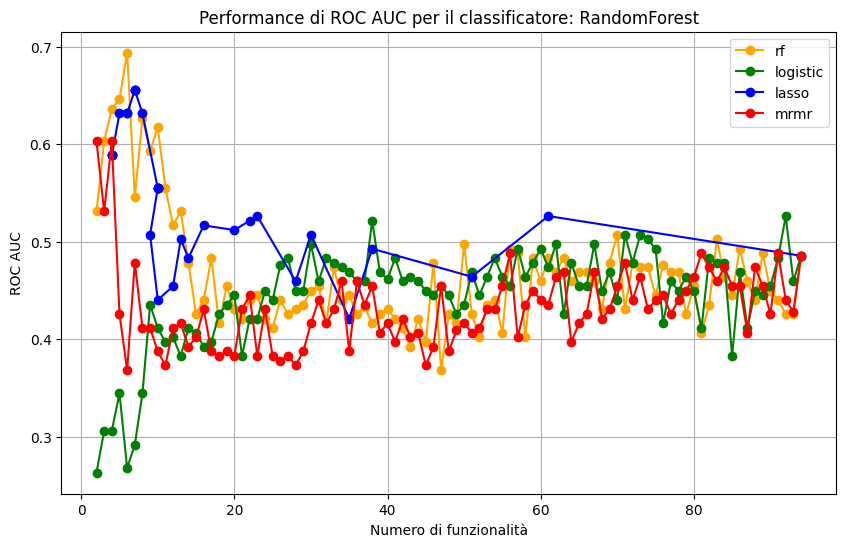 Performance di ROC AUC per il classificatore: RandomForest
rf
logistic
lasso
mrmr
ROC AUC
0.7
0.6
0.5
0.4
0.3
0 20 40 60 80
Numero di funzionalità